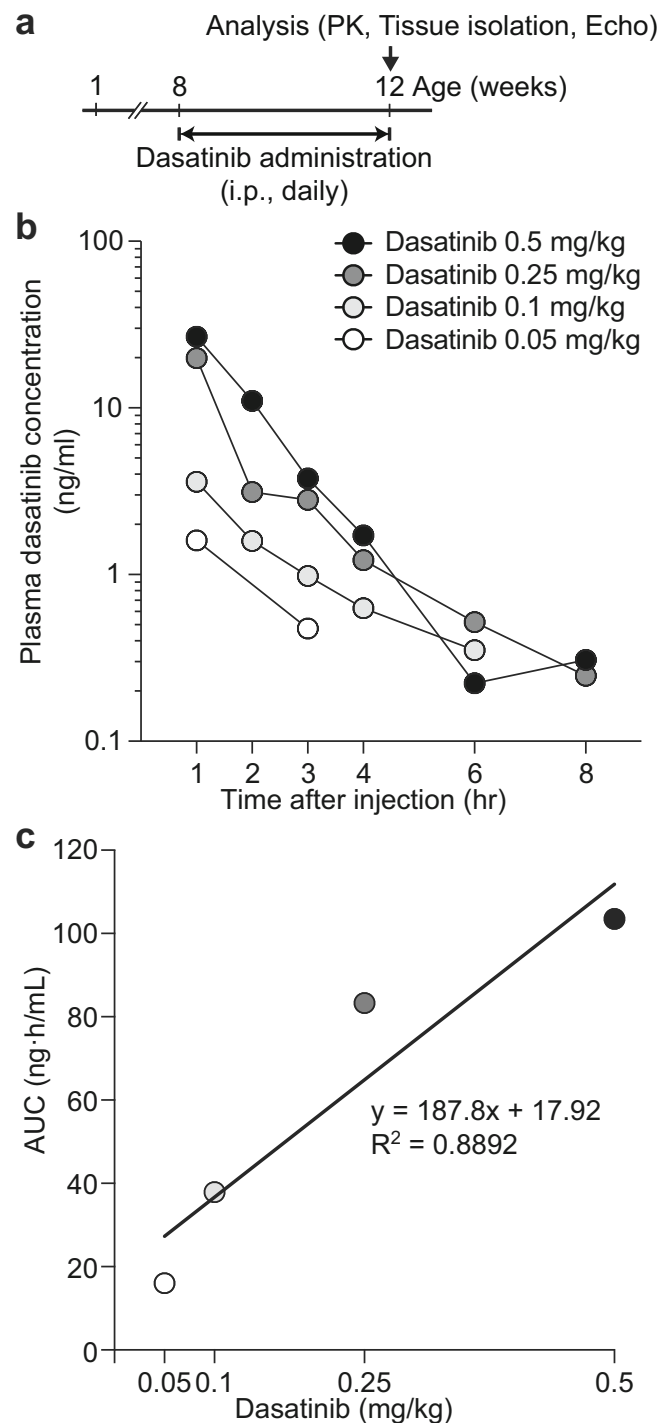 a
Analysis (PK, Tissue isolation, Echo)
1 8 12 Age (weeks)
Dasatinib administration
(i.p., daily)
b
Plasma dasatinib concentration
(ng/ml)
100
10
1
0.1
Dasatinib 0.5 mg/kg
Dasatinib 0.25 mg/kg
Dasatinib 0.1 mg/kg
Dasatinib 0.05 mg/kg
1 2 3 4 6 8
Time after injection (hr)
c
AUC (ng·h/mL)
120
100
80
60
40
20
0
y = 187.8x + 17.92
R² = 0.8892
0.05 0.1 0.25 0.5
Dasatinib (mg/kg)